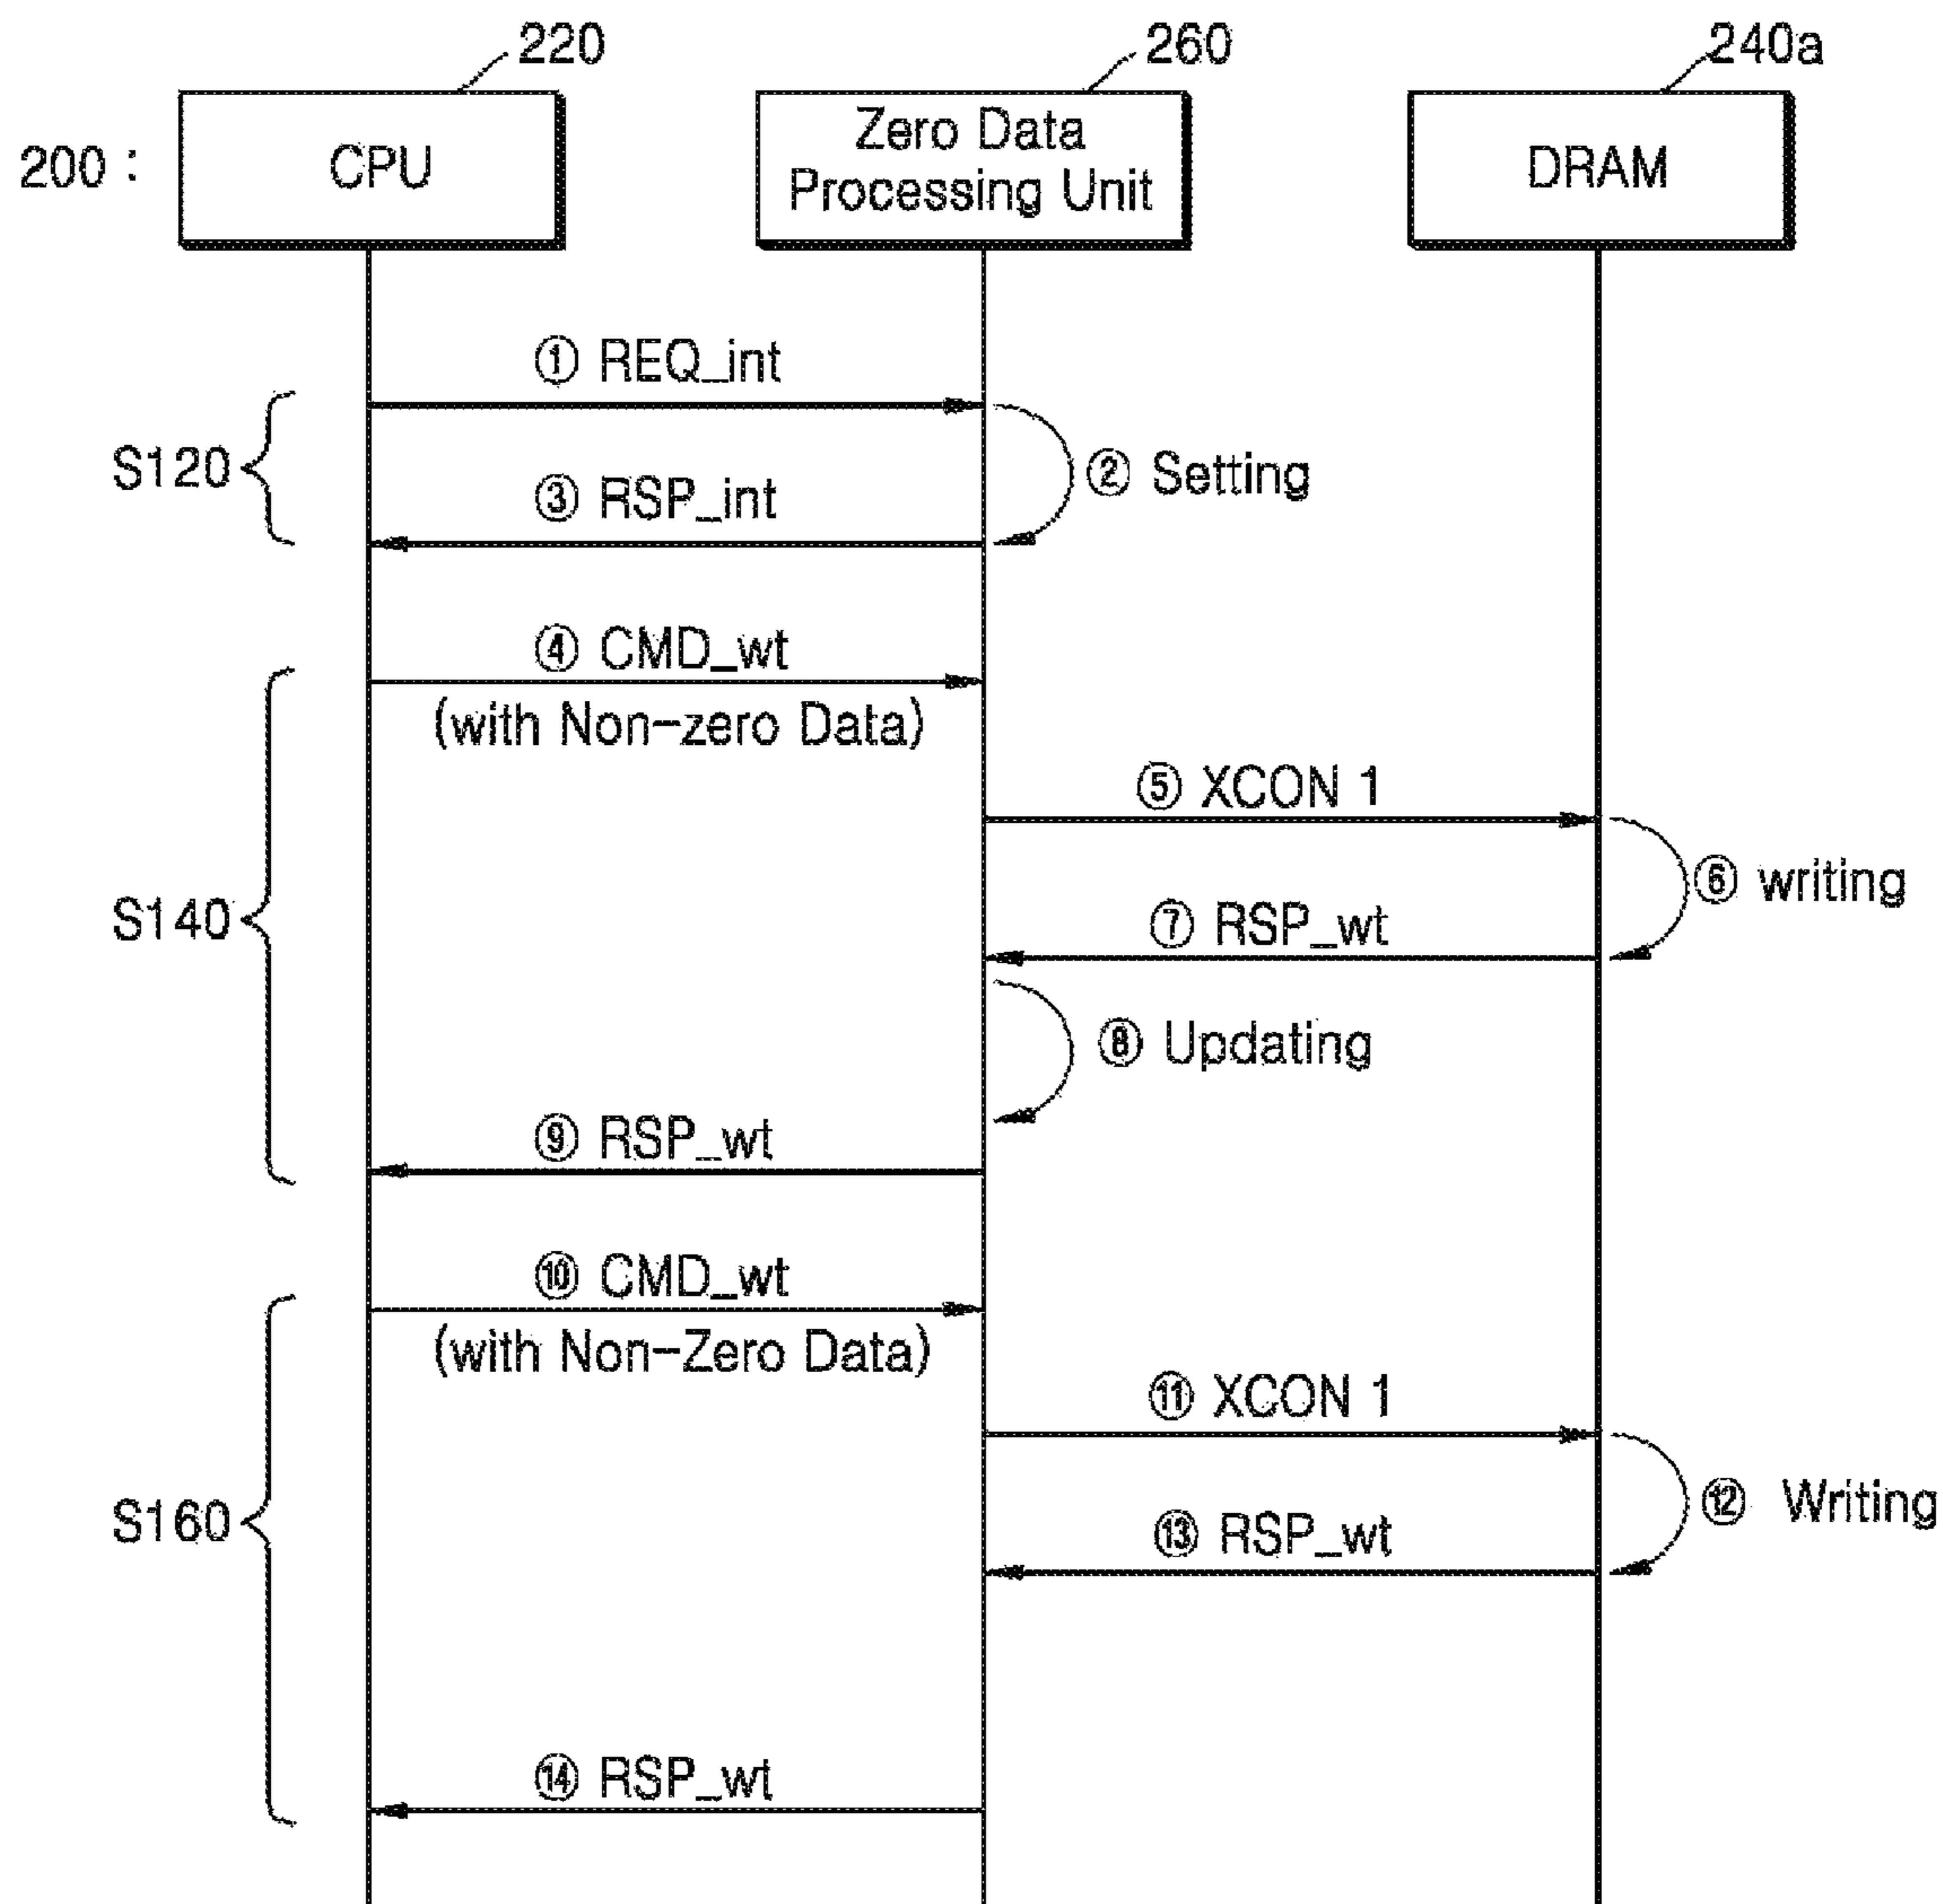 220
260
240a
200 :
CPU
Zero Data
Processing Unit
DRAM
① REQ_int
S120
② Setting
③ RSP_int
④ CMD_wt
(with Non-zero Data)
⑤ XCON 1
S140
⑥ writing
⑦ RSP_wt
⑧ Updating
⑨ RSP_wt
⑩ CMD_wt
(with Non-Zero Data)
⑪ XCON 1
S160
⑫ Writing
⑬ RSP_wt
⑭ RSP_wt